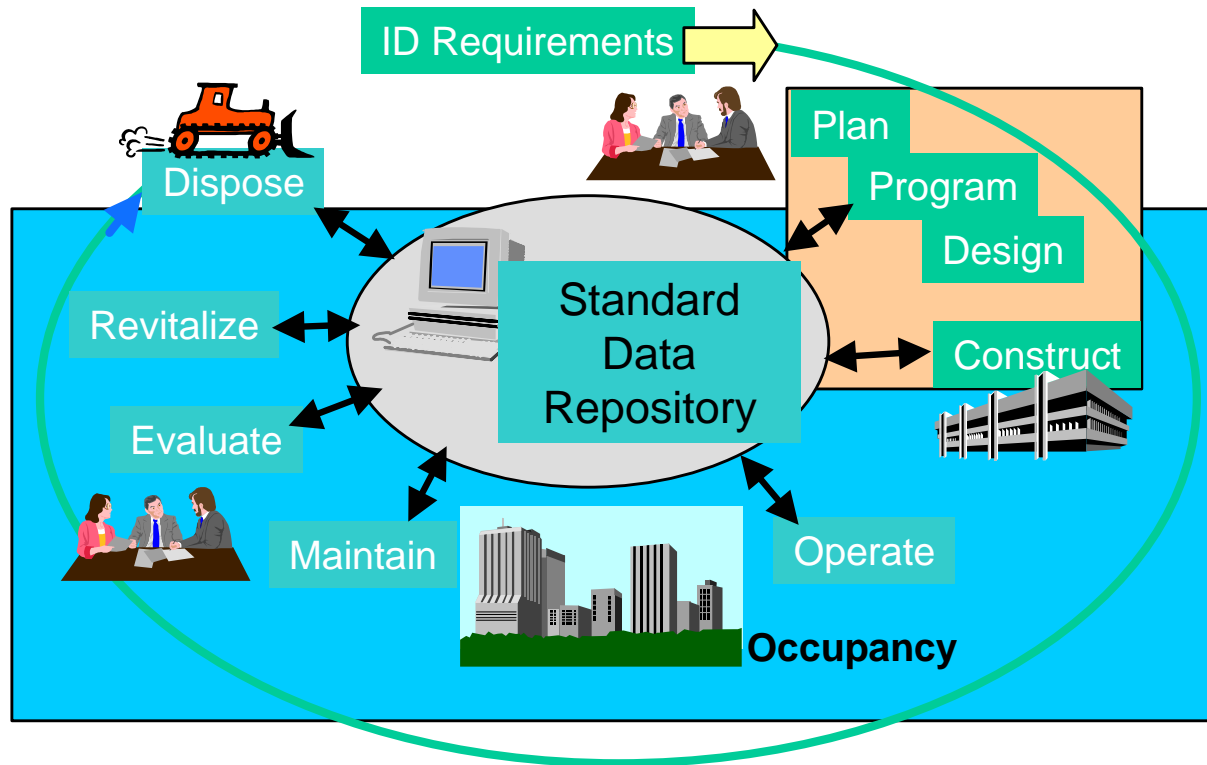 ID Requirements
Plan
Program
Design
Construct
Dispose
Revitalize
Evaluate
Maintain
Operate
Standard
Data
Repository
Occupancy